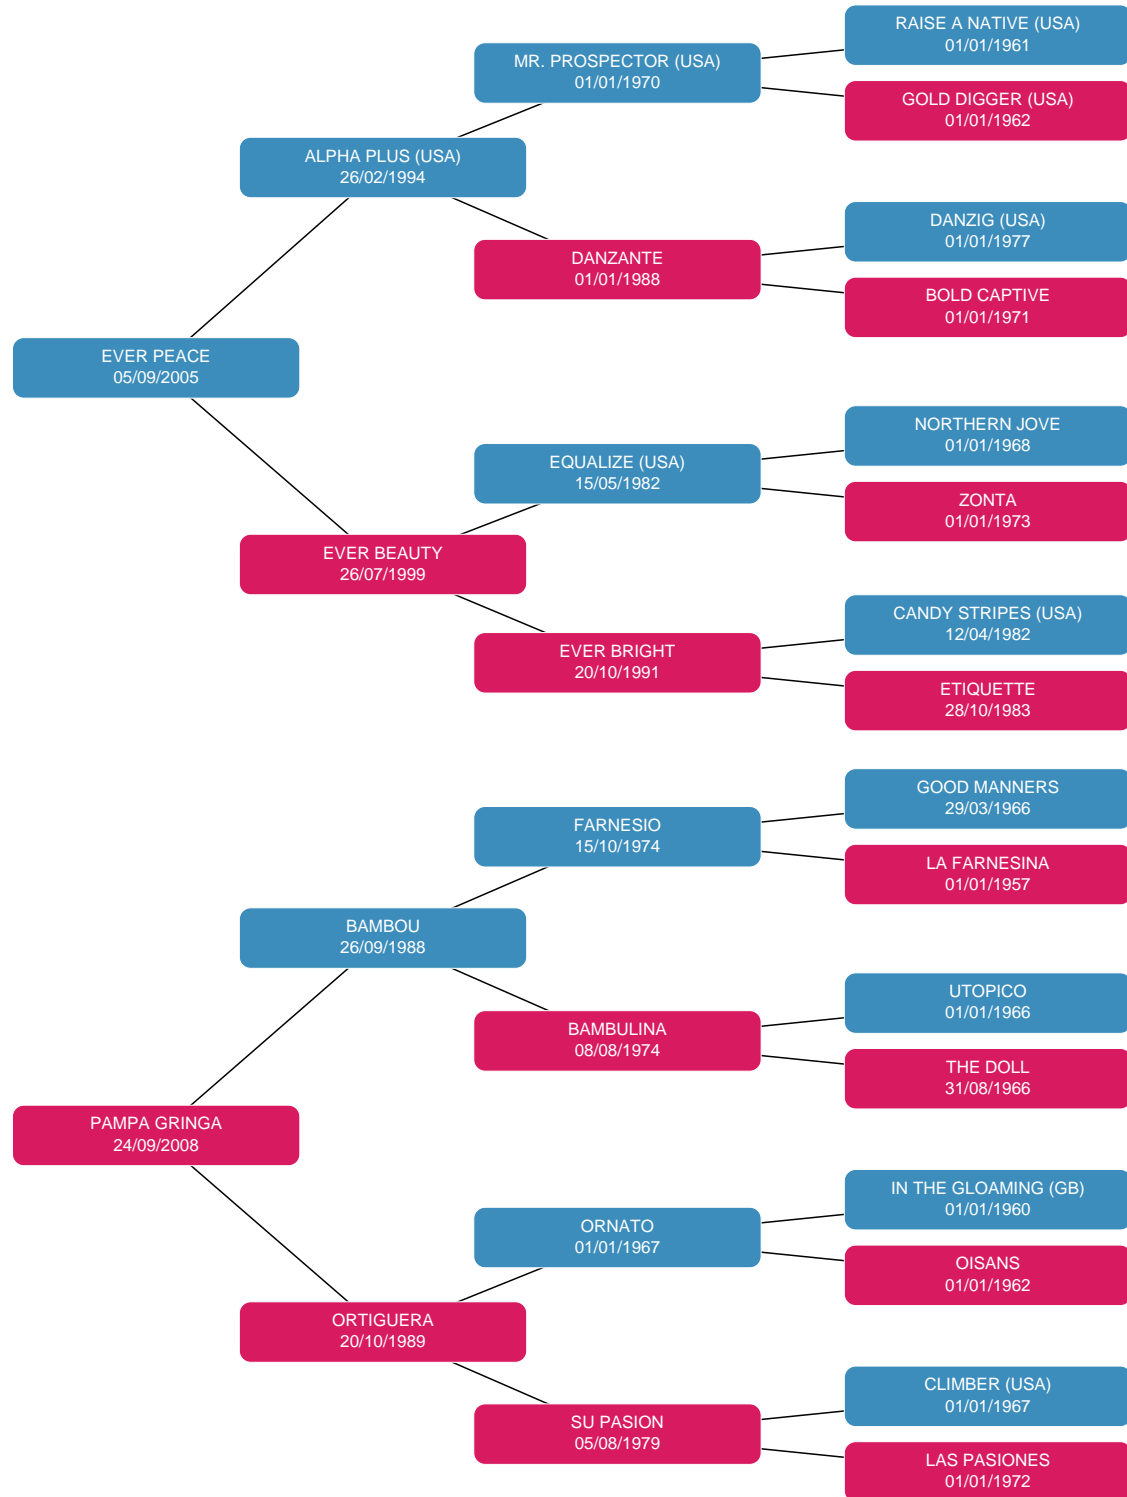 RAISE A NATIVE (USA)
01/01/1961
MR. PROSPECTOR (USA)
01/01/1970
GOLD DIGGER (USA)
01/01/1962
ALPHA PLUS (USA)
26/02/1994
DANZIG (USA)
01/01/1977
DANZANTE
01/01/1988
BOLD CAPTIVE
01/01/1971
EVER PEACE
05/09/2005
NORTHERN JOVE
01/01/1968
EQUALIZE (USA)
15/05/1982
ZONTA
01/01/1973
EVER BEAUTY
26/07/1999
CANDY STRIPES (USA)
12/04/1982
EVER BRIGHT
20/10/1991
ETIQUETTE
28/10/1983
GOOD MANNERS
29/03/1966
FARNESIO
15/10/1974
LA FARNESINA
01/01/1957
BAMBOU
26/09/1988
UTOPICO
01/01/1966
BAMBULINA
08/08/1974
THE DOLL
31/08/1966
PAMPA GRINGA
24/09/2008
IN THE GLOAMING (GB)
01/01/1960
ORNATO
01/01/1967
OISANS
01/01/1962
ORTIGUERA
20/10/1989
CLIMBER (USA)
01/01/1967
SU PASION
05/08/1979
LAS PASIONES
01/01/1972